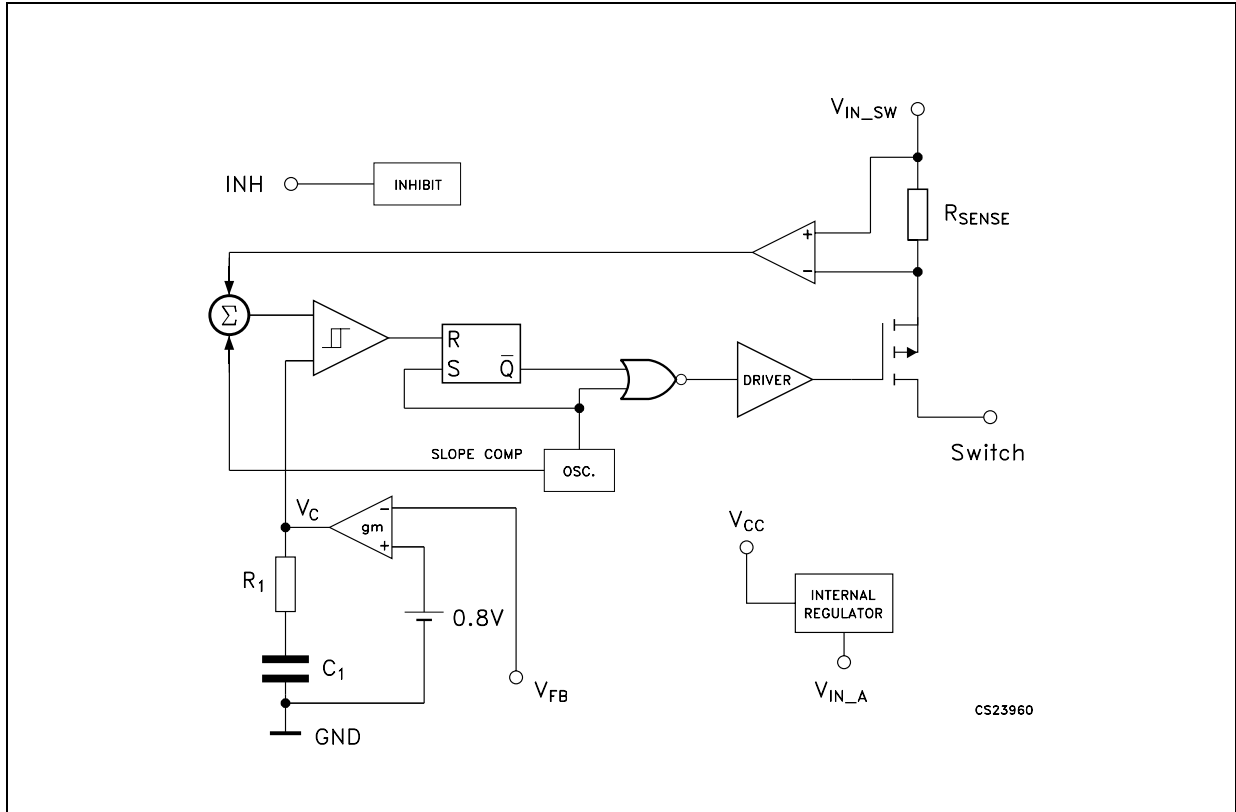 V_IN_SW
INH
INHIBIT
R_SENSE
+
−
Σ
R
S
Q̅
DRIVER
SLOPE COMP
OSC.
Switch
V_C
gm
−
+
V_CC
R_1
INTERNAL
REGULATOR
0.8V
C_1
V_FB
V_IN_A
CS23960
GND